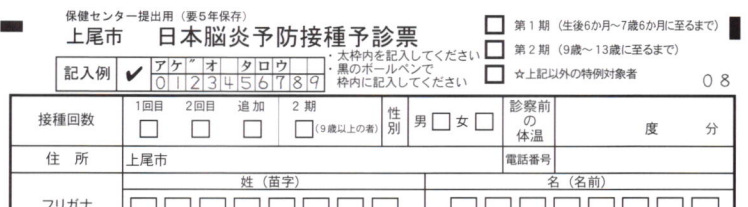 保健センター提出用（要5年保存）
上尾市 日本脳炎予防接種予診票
第1期（生後6か月～7歳6か月に至るまで）
第2期（9歳～13歳に至るまで）
☆上記以外の特例対象者
08
記入例 ✔ アゲオ タロウ
0123456789
・太枠内を記入してください
・黒のボールペンで
枠内に記入してください
接種回数 1回目 2回目 追加 2期 （9歳以上の者） 性別 男 女 診察前の体温 度 分
住所 上尾市 電話番号
フリガナ 姓（苗字） 名（名前）